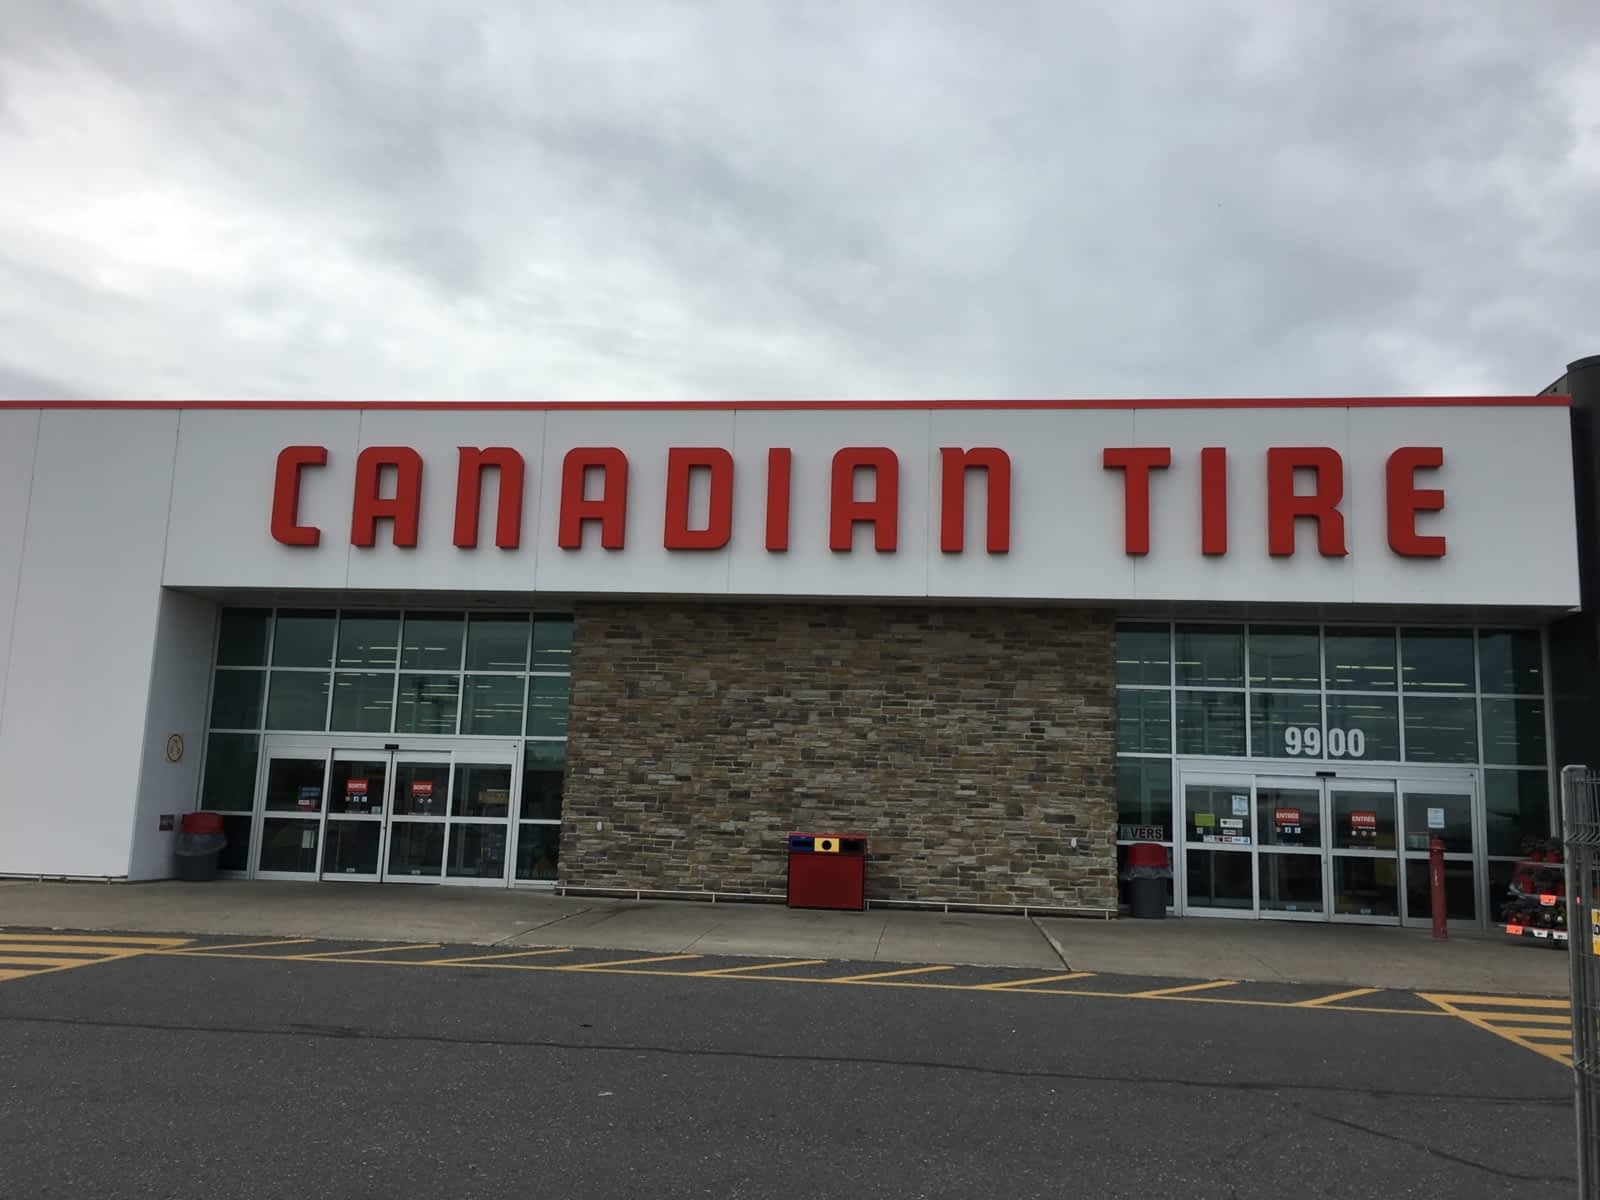 CANADIAN TIRE
9900
SORTIE
SORTIE
VERS
ENTRÉE
ENTRÉE